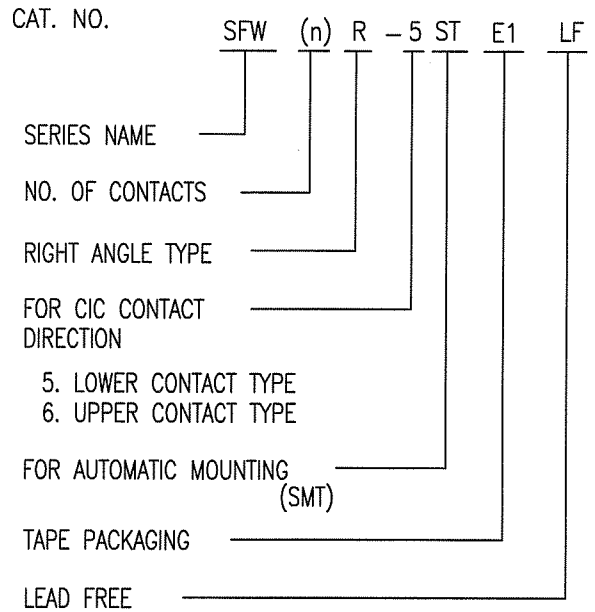 CAT. NO.
SFW (n) R - 5 ST E1 LF
SERIES NAME
NO. OF CONTACTS
RIGHT ANGLE TYPE
FOR CIC CONTACT
DIRECTION
5. LOWER CONTACT TYPE
6. UPPER CONTACT TYPE
FOR AUTOMATIC MOUNTING
(SMT)
TAPE PACKAGING
LEAD FREE